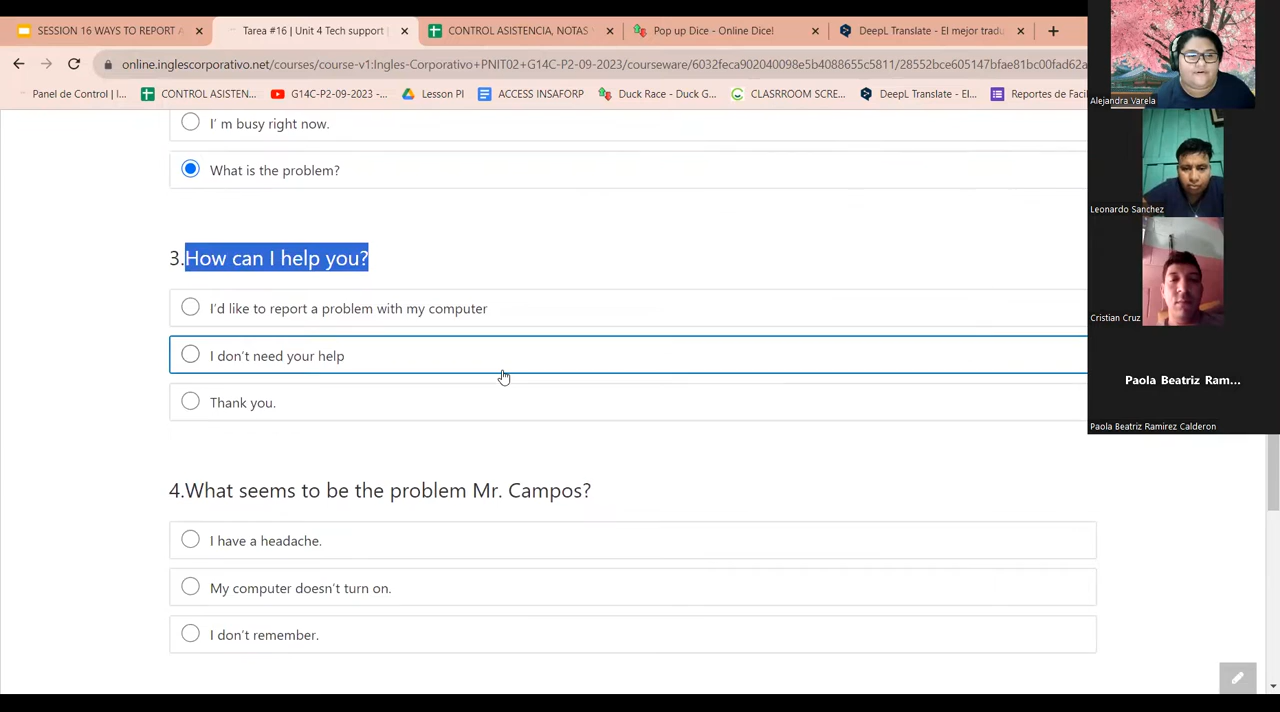 SESSION 16 WAYS TO REPORT A
Tarea #16 | Unit 4 Tech support |
CONTROL ASISTENCIA, NOTAS
Pop up Dice - Online Dice!
DeepL Translate - El mejor tradu
online.inglescorporativo.net/courses/course-v1:Ingles-Corporativo+PNIT02+G14C-P2-09-2023/courseware/6032feca902040098e5b4088655c5811/28552bce605147bfae81bc00fad62a
Panel de Control | I...
CONTROL ASISTEN...
G14C-P2-09-2023 -...
Lesson PI
ACCESS INSAFORP
Duck Race - Duck G...
CLASRROOM SCRE...
DeepL Translate - El...
Reportes de Facil
I' m busy right now.
What is the problem?
3.How can I help you?
I'd like to report a problem with my computer
I don't need your help
Thank you.
4.What seems to be the problem Mr. Campos?
I have a headache.
My computer doesn't turn on.
I don't remember.
Alejandra Varela
Leonardo Sanchez
Cristian Cruz
Paola Beatriz Ram...
Paola Beatriz Ramirez Calderon